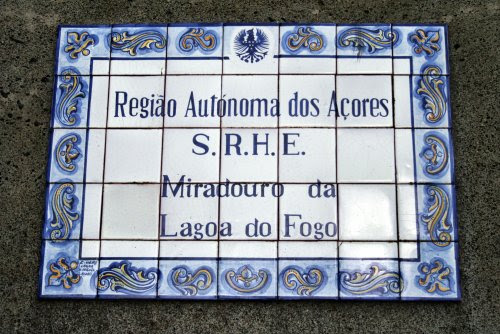 Região Autónoma dos Açores
S.R.H.E.
Miradouro da
Lagoa do Fogo